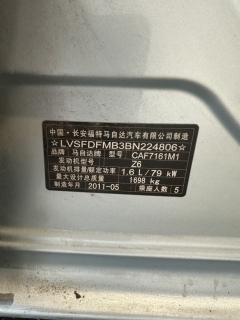 中国·长安福特马自达汽车有限公司制造
☆LVSFDFMB3BN224806☆
品牌 马自达牌 型号 CAF7161M1
发动机型号 Z6
发动机排量/额定功率 1.6L/79 kW
最大设计总质量 1698 kg
制造年月 2011-05 乘座人数 5